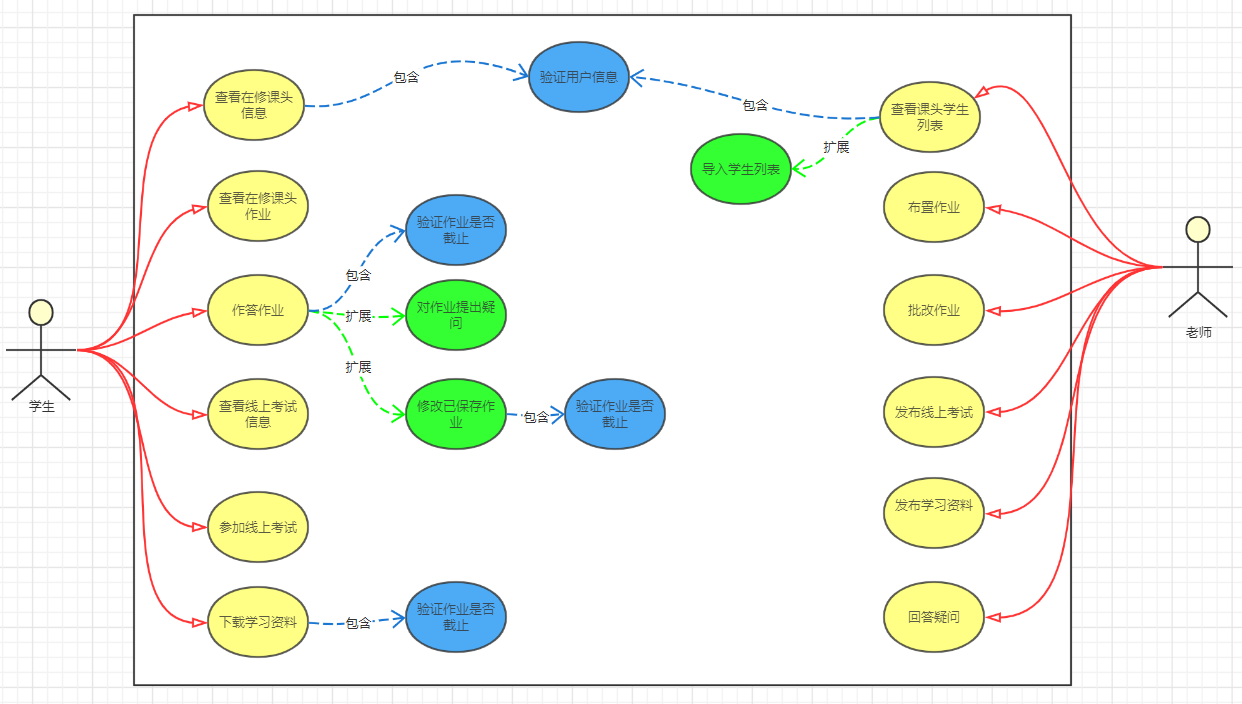 验证用户信息
包含
查看在修课头
信息
包含
查看课头学生
列表
扩展
导入学生列表
查看在修课头
作业
布置作业
验证作业是否
截止
包含
作答作业
扩展
对作业提出疑
问
批改作业
老师
扩展
学生
查看线上考试
信息
修改已保存作
业
包含
验证作业是否
截止
发布线上考试
发布学习资料
参加线上考试
下载学习资料
包含
验证作业是否
截止
回答疑问